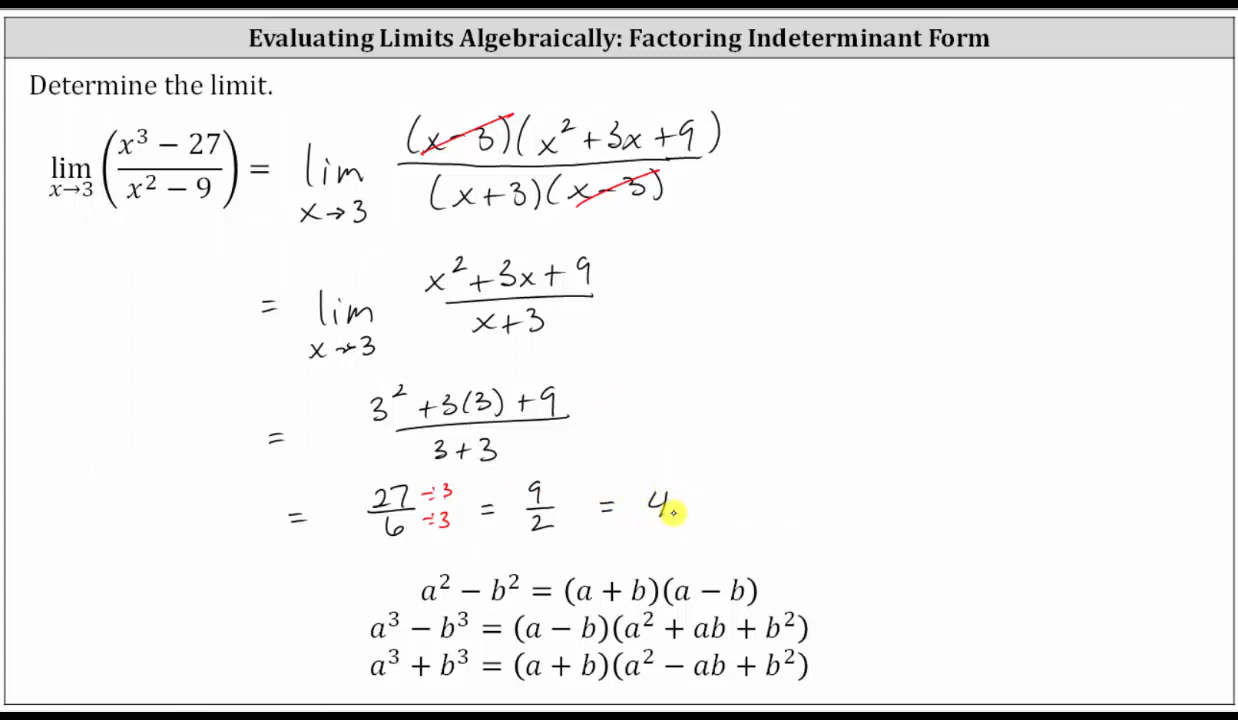 Evaluating Limits Algebraically: Factoring Indeterminant Form
Determine the limit.
lim x→3 ((x³ − 27)/(x² − 9)) = lim x→3 ((x−3)(x²+3x+9))/((x+3)(x−3))
= lim x→3 (x²+3x+9)/(x+3)
= (3²+3(3)+9)/(3+3)
= 27/6 ÷3 ÷3 = 9/2 = 4.
a² − b² = (a + b)(a − b)
a³ − b³ = (a − b)(a² + ab + b²)
a³ + b³ = (a + b)(a² − ab + b²)